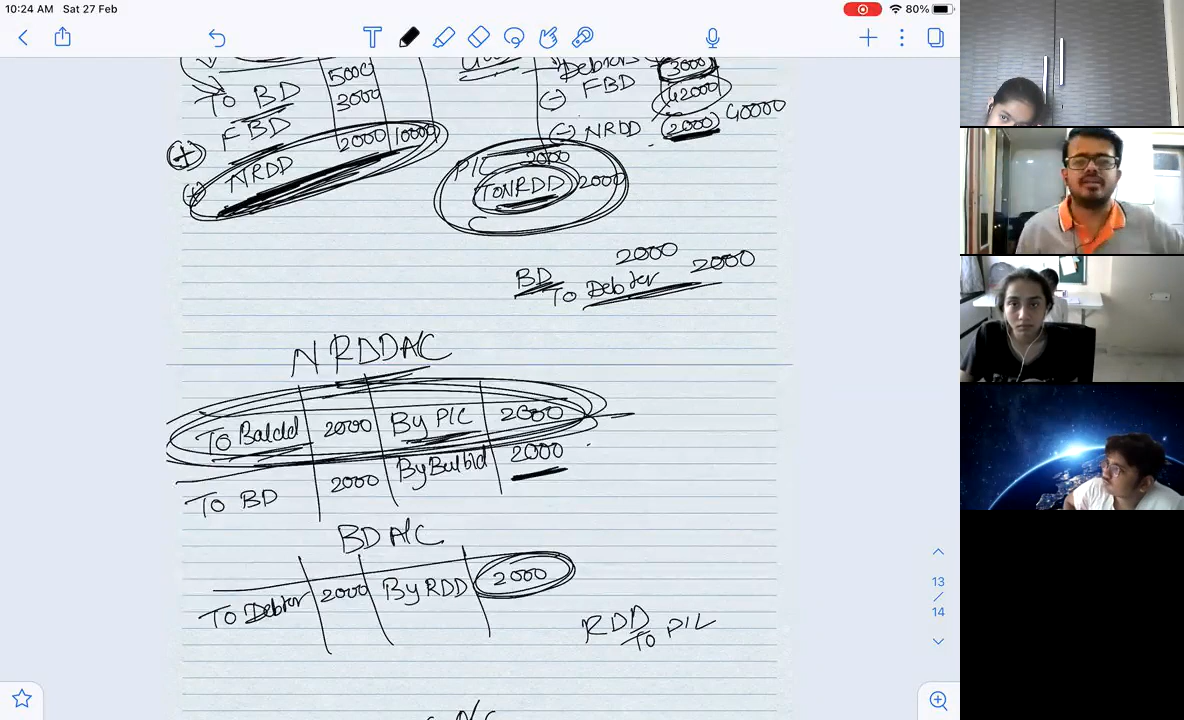 10:24 AM Sat 27 Feb
80%
5000
To BD 3000
FBD
+ 2000 10000
(+) NRDD
Debtors 3000
(-) FBD 42000
40000
(-) NRDD 2000
P/L 2000
To NRDD 2000
BD 2000
To Debtor 2000
N RDD A/C
To Bal c/d 2000 By P/L 2000
To BD 2000 By Bal b/d 2000
BD A/C
To Debtor 2000 By RDD 2000
RDD
To P/L
13
/
14
A/C